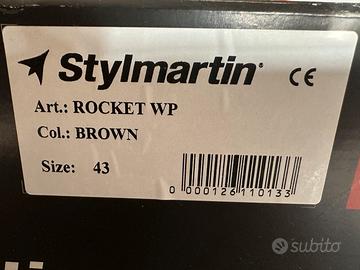 Stylmartin CE
Art.: ROCKET WP
Col.: BROWN
Size: 43
0 000126 110133
subito